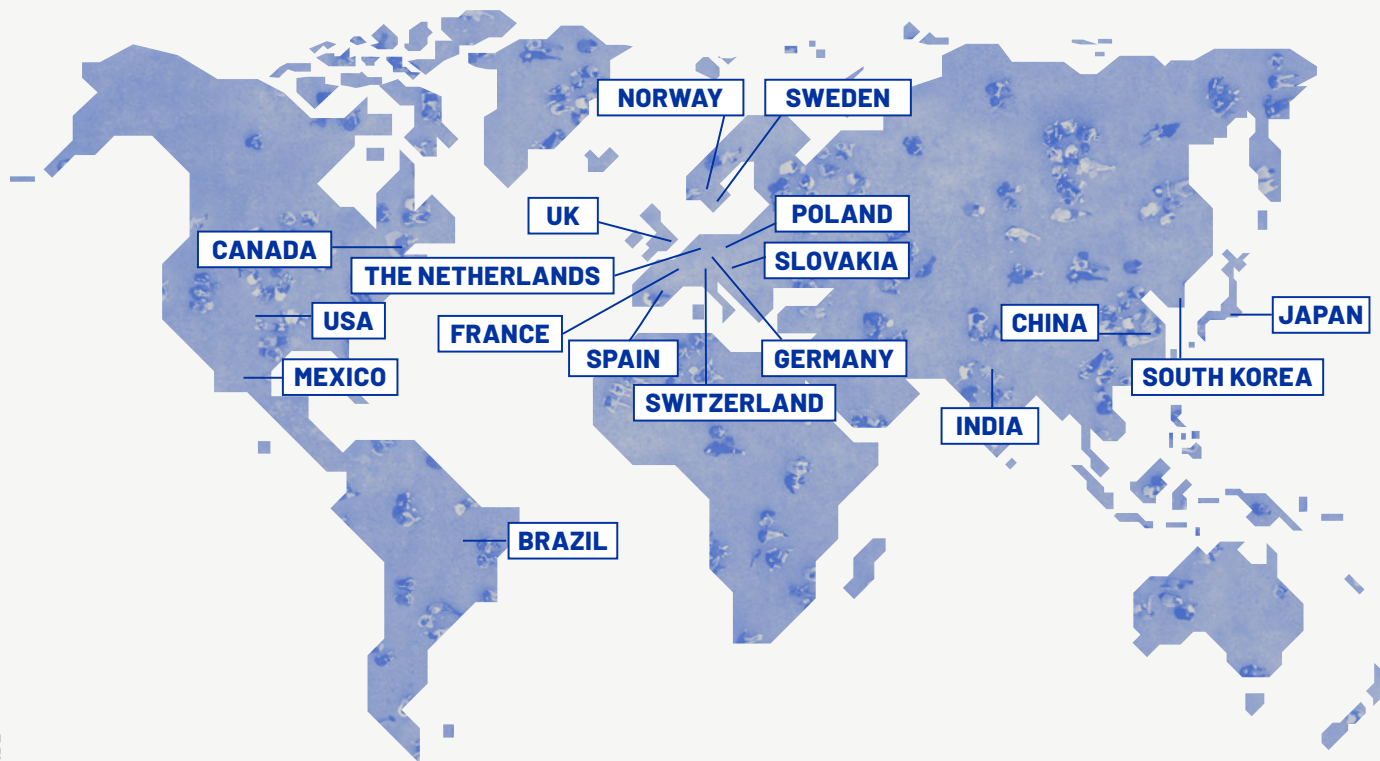 NORWAY
SWEDEN
UK
POLAND
CANADA
THE NETHERLANDS
SLOVAKIA
USA
FRANCE
SPAIN
GERMANY
CHINA
JAPAN
MEXICO
SWITZERLAND
SOUTH KOREA
INDIA
BRAZIL